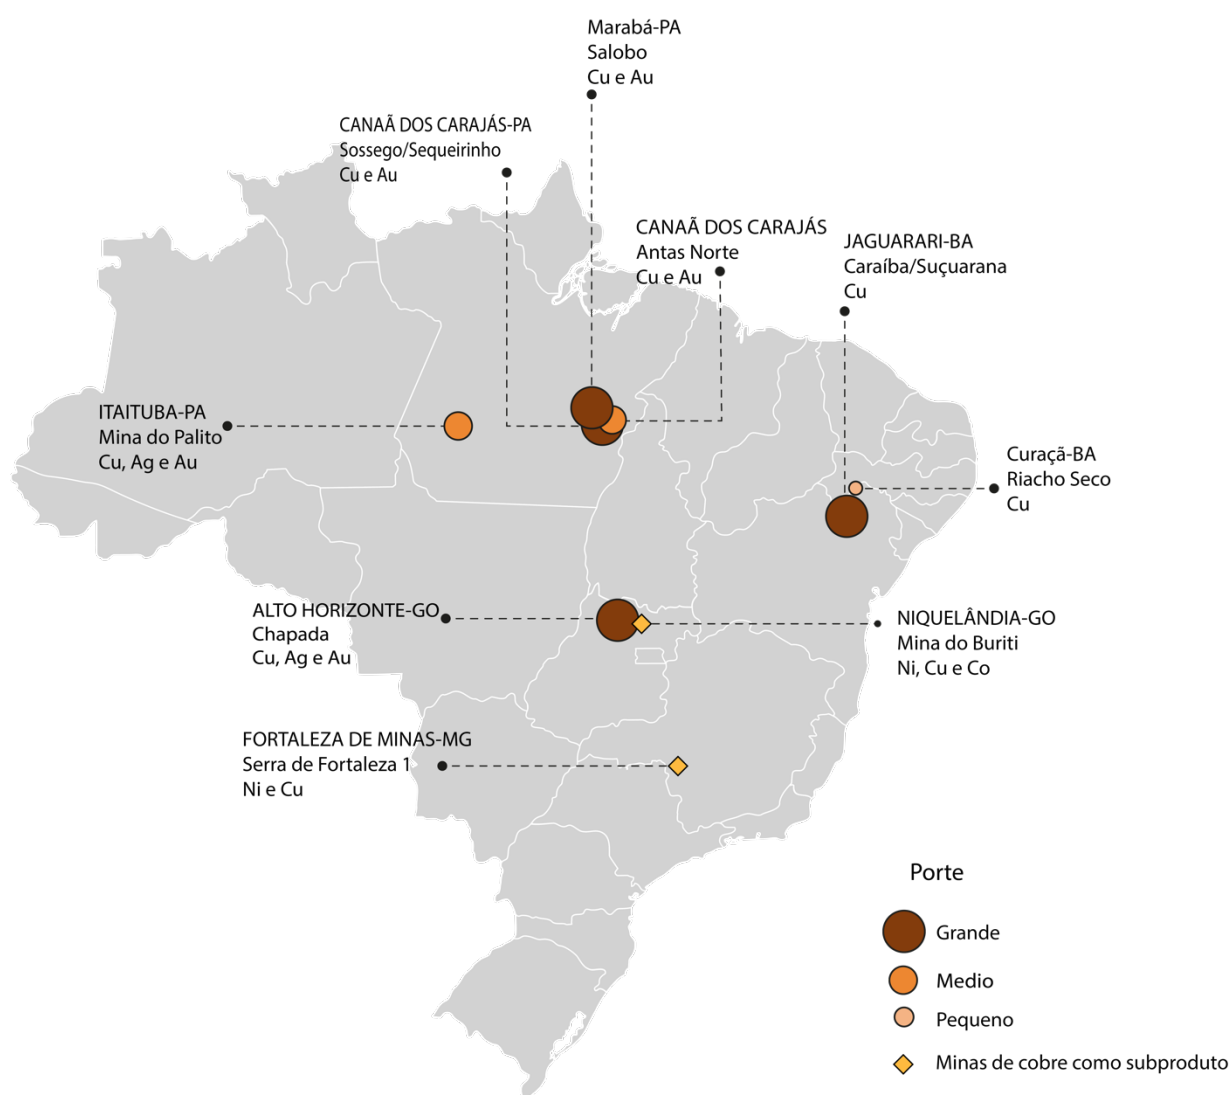 Marabá-PA
Salobo
Cu e Au
CANAÃ DOS CARAJÁS-PA
Sossego/Sequeirinho
Cu e Au
CANAÃ DOS CARAJÁS
Antas Norte
Cu e Au
JAGUARARI-BA
Caraíba/Suçuarana
Cu
ITAITUBA-PA
Mina do Palito
Cu, Ag e Au
Curaçã-BA
Riacho Seco
Cu
ALTO HORIZONTE-GO
Chapada
Cu, Ag e Au
NIQUELÂNDIA-GO
Mina do Buriti
Ni, Cu e Co
FORTALEZA DE MINAS-MG
Serra de Fortaleza 1
Ni e Cu
Porte
Grande
Medio
Pequeno
Minas de cobre como subproduto